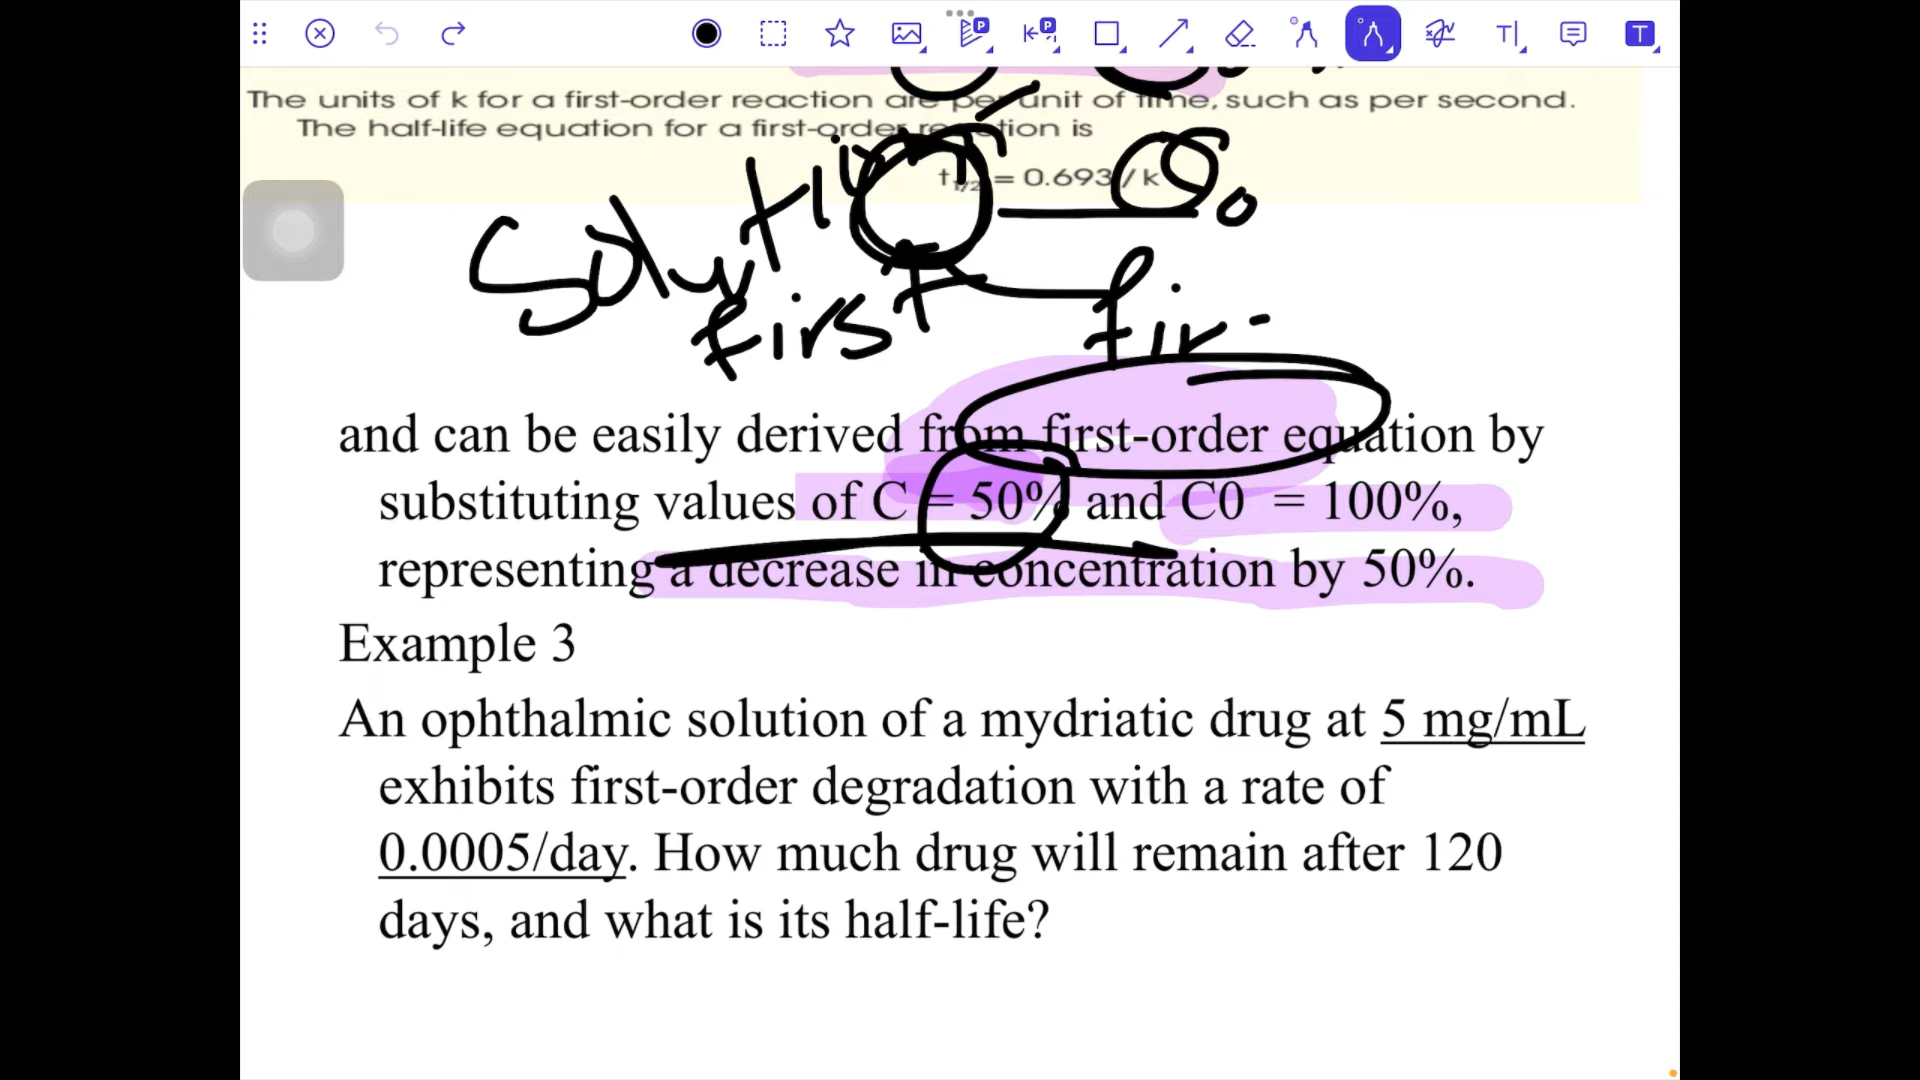 The units of k for a first-order reaction are per unit of time, such as per second.
The half-life equation for a first-order reaction is
t1/2 = 0.693 / k
Solution
first
fir
and can be easily derived from first-order equation by
substituting values of C = 50% and C0 = 100%,
representing a decrease in concentration by 50%.
Example 3
An ophthalmic solution of a mydriatic drug at 5 mg/mL
exhibits first-order degradation with a rate of
0.0005/day. How much drug will remain after 120
days, and what is its half-life?